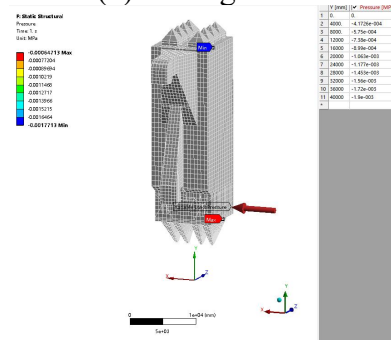 F: Static Structural
Pressure
Time: 1. s
Unit: MPa
-0.00064713 Max
-0.00077204
-0.00089694
-0.0010219
-0.0011468
-0.0012717
-0.0013966
-0.0015215
-0.0016464
-0.0017713 Min
Min
Pressure
Max
Y
X
Z
0 1e+04 (mm)
5e+03
Y
X
Z
Y [mm] Pressure [MP
1 0. 0.
2 4000. -4.1726e-004
3 8000. -5.75e-004
4 12000 -7.38e-004
5 16000 -8.99e-004
6 20000 -1.063e-003
7 24000 -1.177e-003
8 28000 -1.453e-003
9 32000 -1.56e-003
10 36000 -1.72e-003
11 40000 -1.9e-003
*